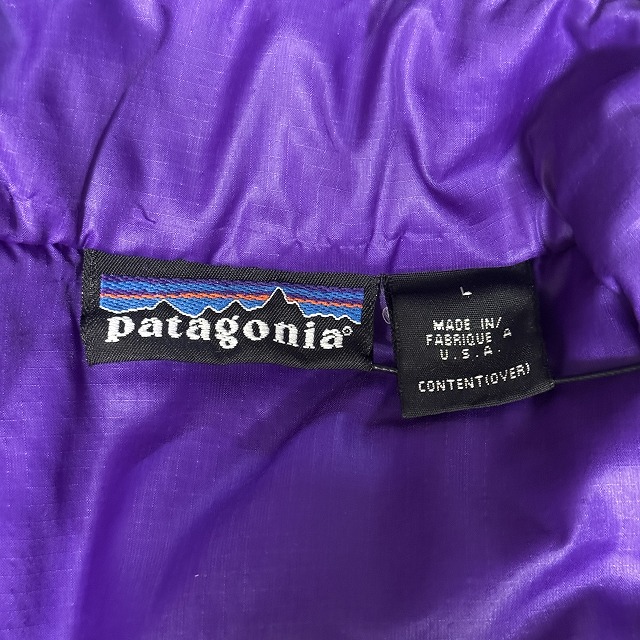 patagonia®
L
MADE IN/
FABRIQUE A
U.S.A.
CONTENT(OVER)